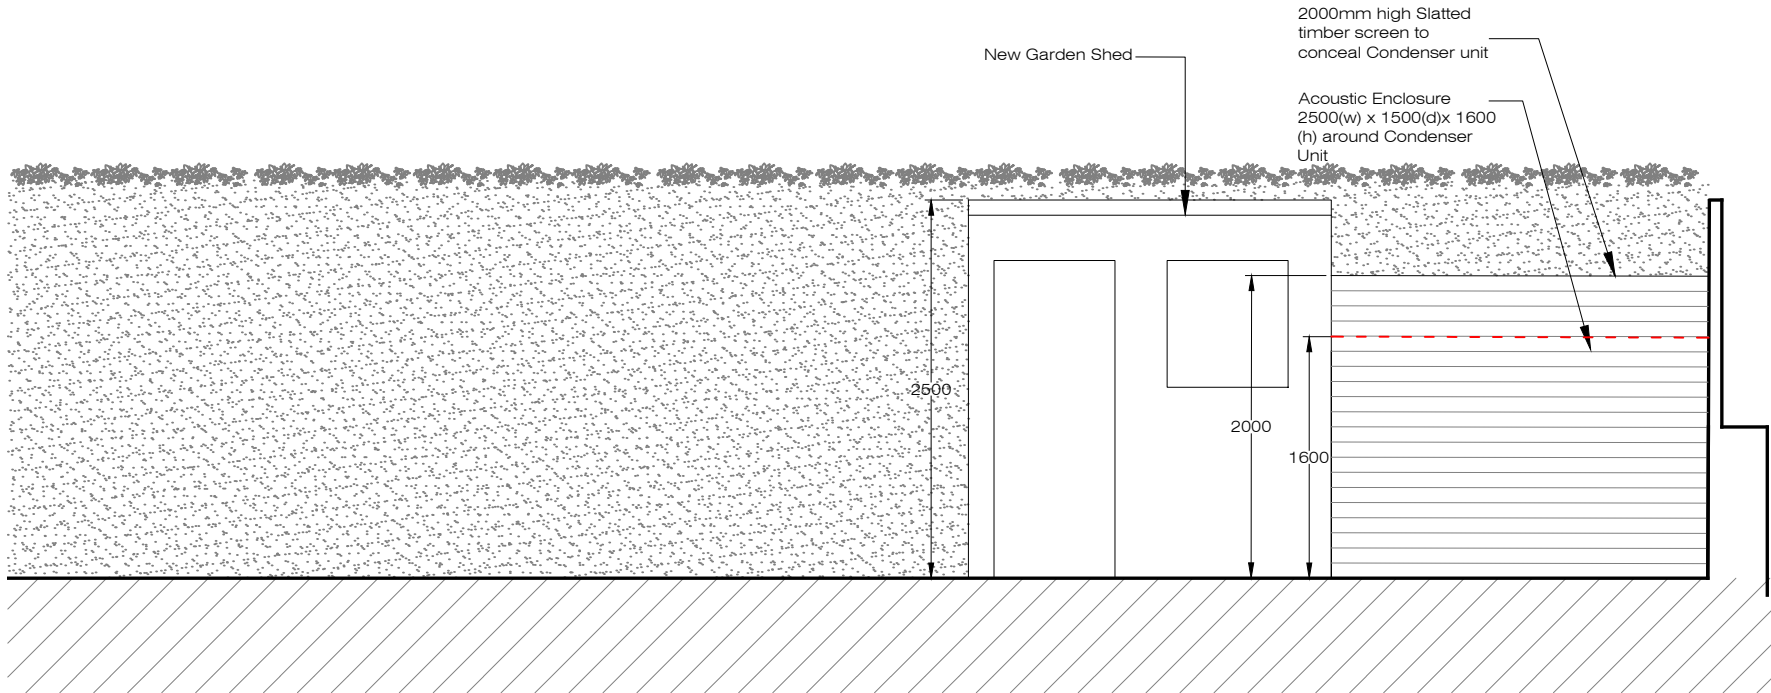 2000mm high Slatted
timber screen to
conceal Condenser unit
New Garden Shed
Acoustic Enclosure
2500(w) x 1500(d)x 1600
(h) around Condenser
Unit
2500
2000
1600